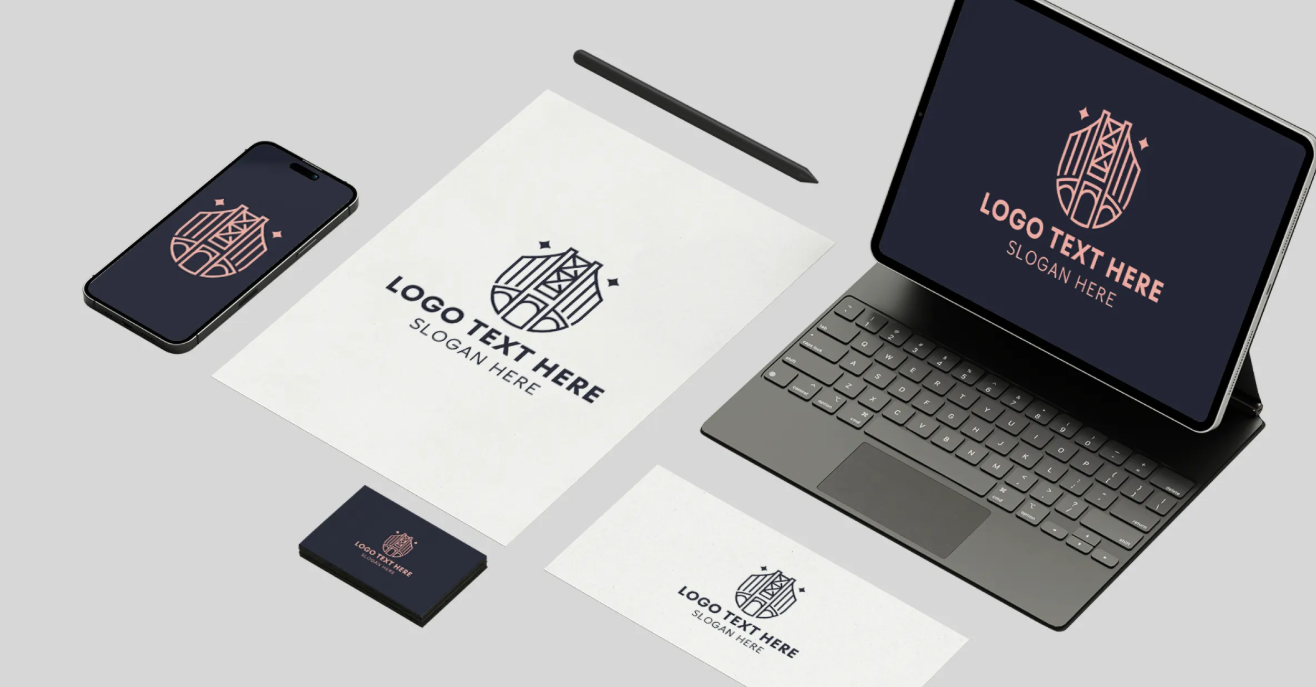 LOGO TEXT HERE
SLOGAN HERE
LOGO TEXT HERE
SLOGAN HERE
LOGO TEXT HERE
SLOGAN HERE
LOGO TEXT HERE
SLOGAN HERE
Q W E R T Y U I O P
A S D F G H J K L
Z X C V B N M